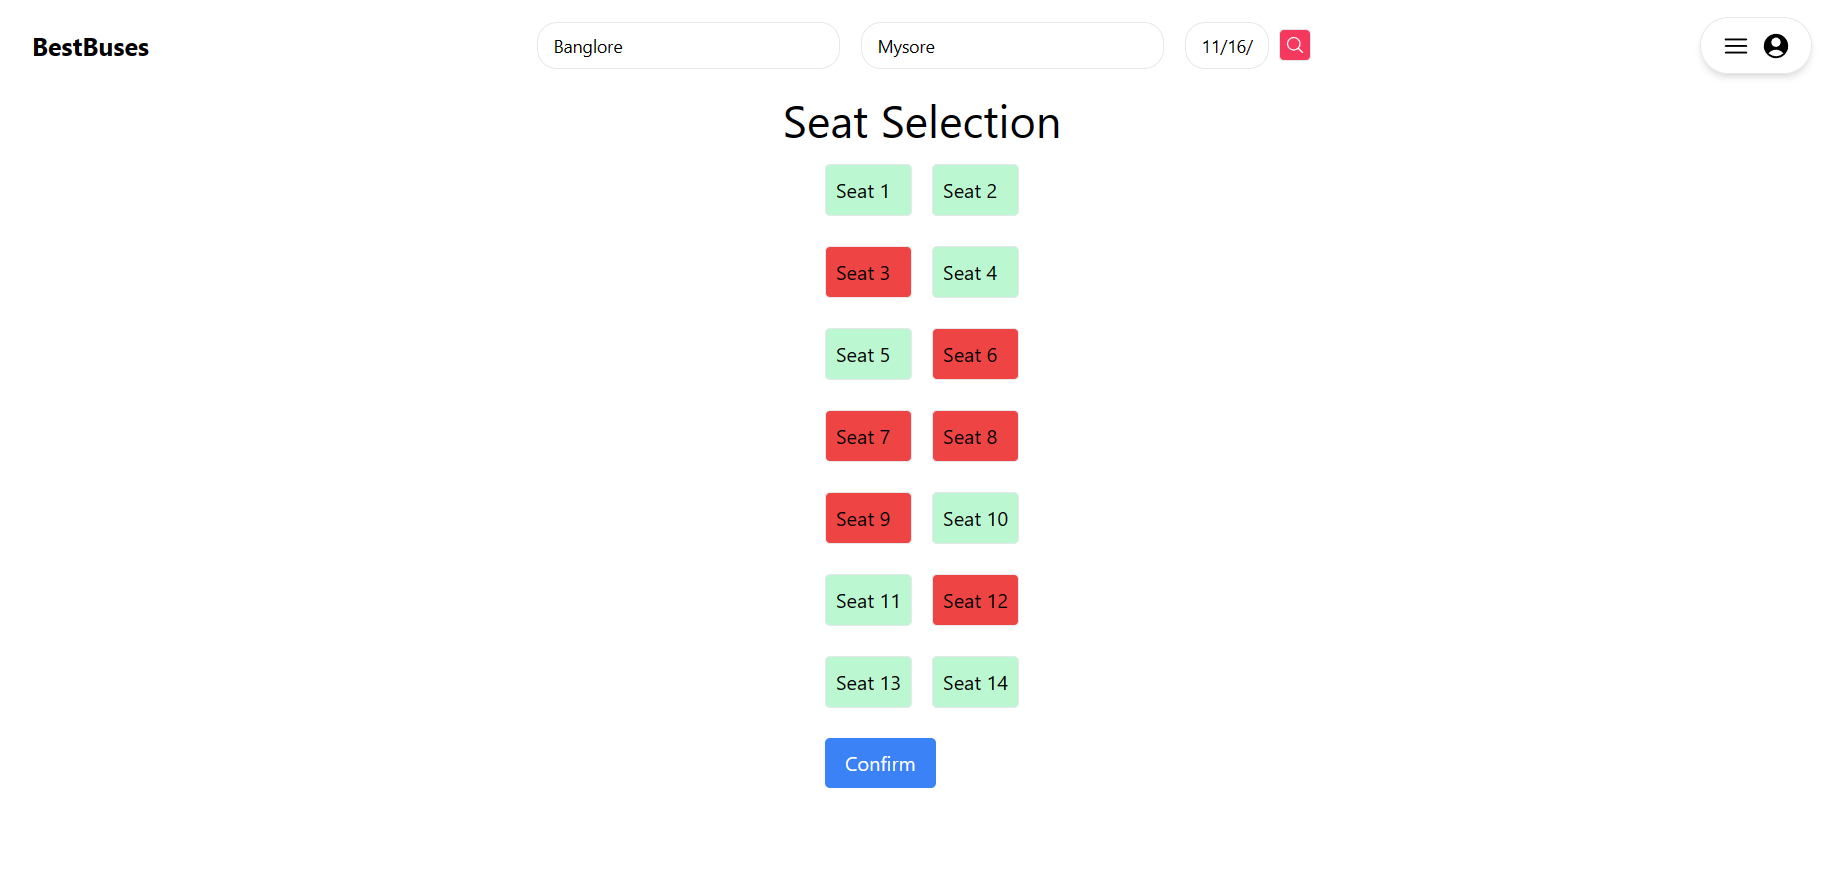 BestBuses
Banglore
Mysore
11/16/
Seat Selection
Seat 1
Seat 2
Seat 3
Seat 4
Seat 5
Seat 6
Seat 7
Seat 8
Seat 9
Seat 10
Seat 11
Seat 12
Seat 13
Seat 14
Confirm